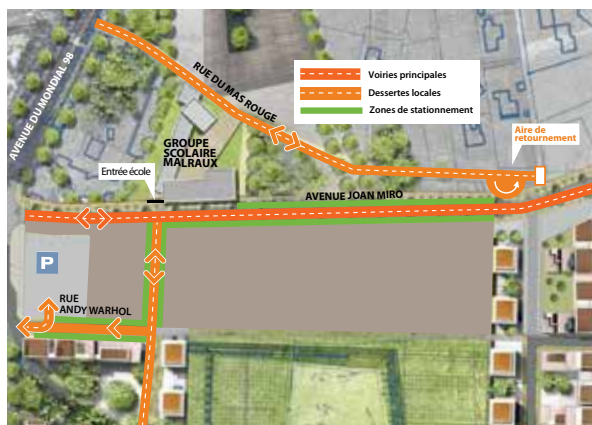 AVENUE DU MONDIAL 98
RUE DU MAS ROUGE
Voiries principales
Dessertes locales
Zones de stationnement
GROUPE
SCOLAIRE
MALRAUX
Aire de
retournement
Entrée école
AVENUE JOAN MIRO
P
RUE
ANDY WARHOL